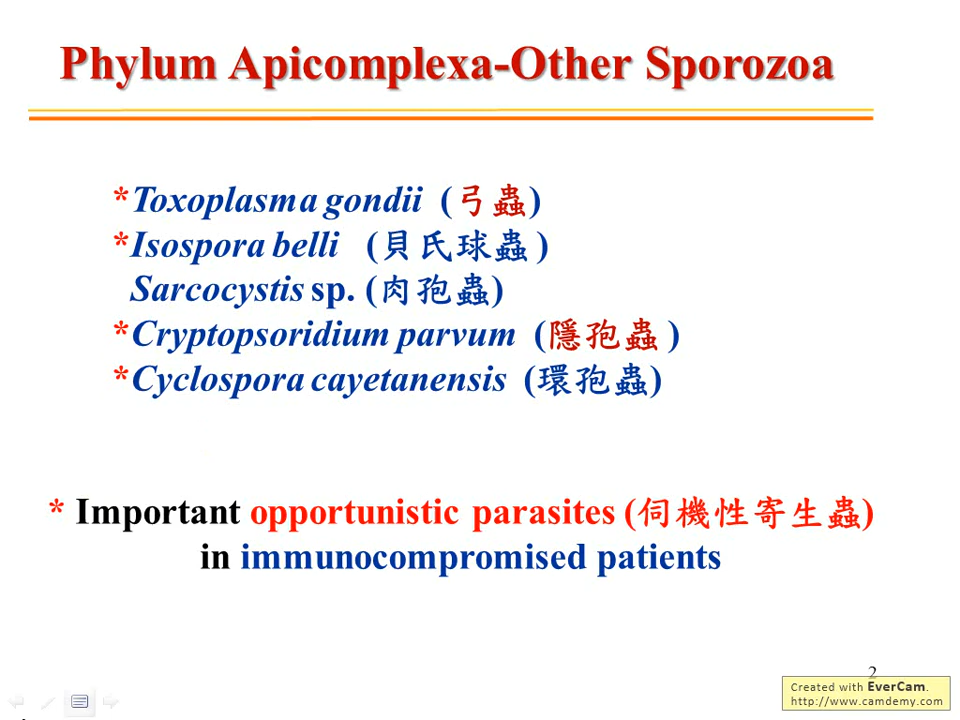 Phylum Apicomplexa-Other Sporozoa
*Toxoplasma gondii (弓蟲)
*Isospora belli (貝氏球蟲 )
Sarcocystis sp. (肉孢蟲)
*Cryptopsoridium parvum (隱孢蟲 )
*Cyclospora cayetanensis (環孢蟲)
* Important opportunistic parasites (伺機性寄生蟲)
in immunocompromised patients
2
Created with EverCam.
http://www.camdemy.com